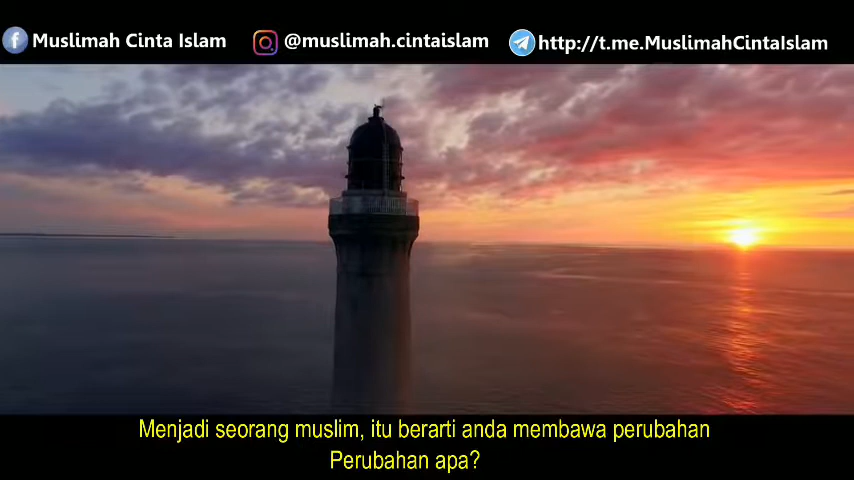 Muslimah Cinta Islam @muslimah.cintaislam http://t.me.MuslimahCintaIslam
Menjadi seorang muslim, itu berarti anda membawa perubahan
Perubahan apa?